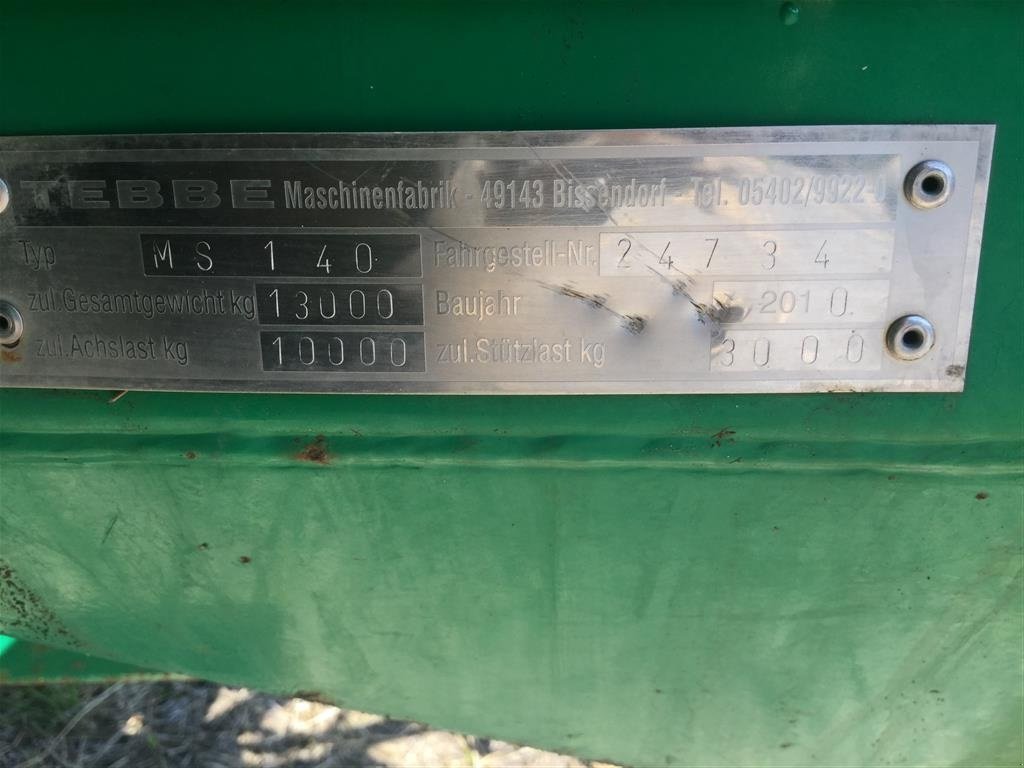 TEBBE Maschinenfabrik - 49143 Bissendorf - Tel. 05402/9922-0
Typ MS 140 Fahrgestell-Nr. 24734
zul.Gesamtgewicht kg 13000 Baujahr 2010
zul.Achslast kg 10000 zul.Stützlast kg 3000